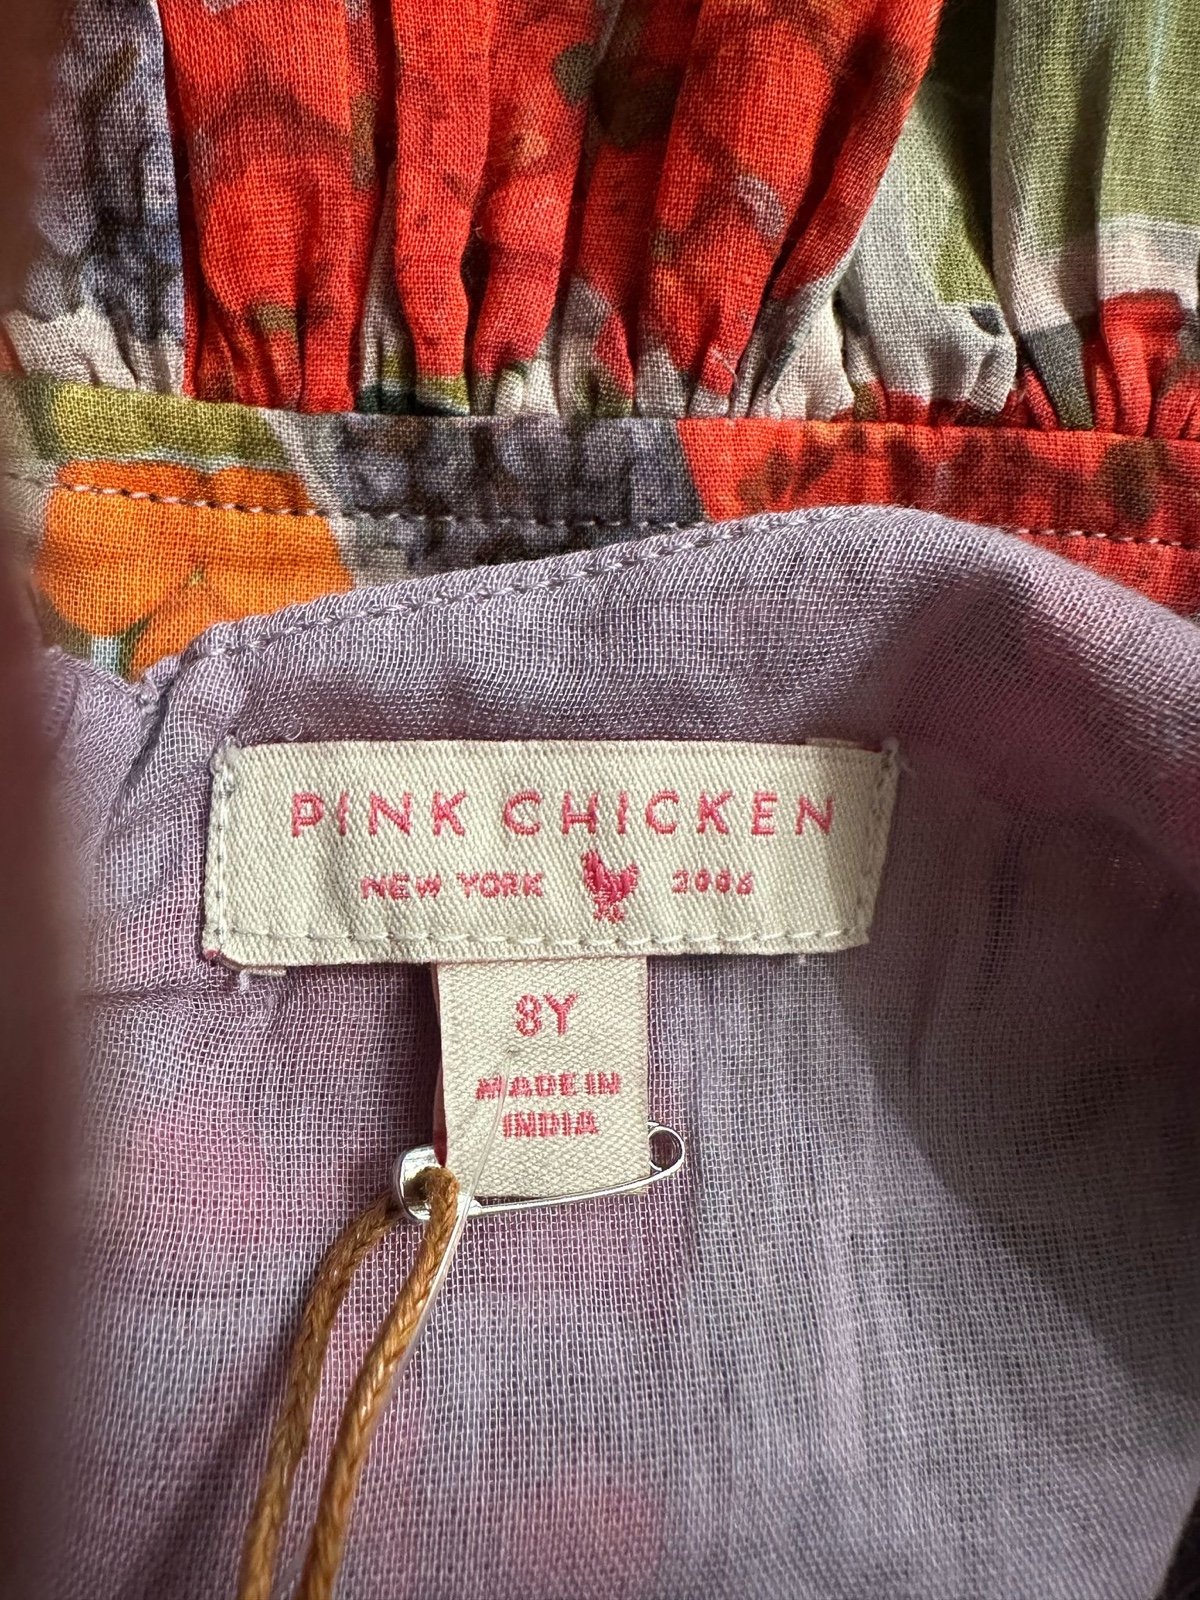 PINK CHICKEN
NEW YORK 2006
8Y
MADE IN
INDIA